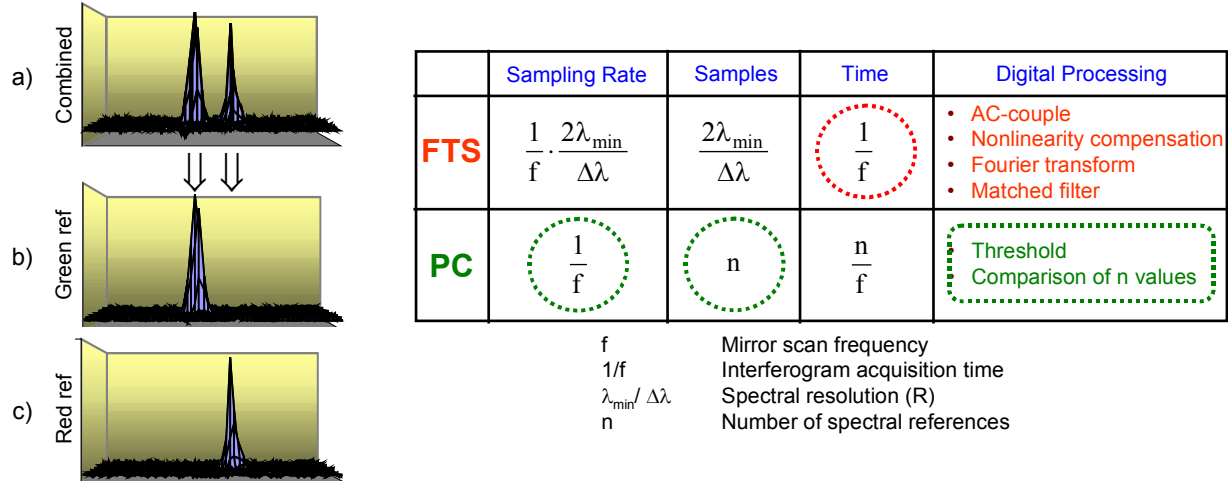 a)
Combined
b)
Green ref
c)
Red ref
Sampling Rate Samples Time Digital Processing
FTS 1/f · 2λmin/Δλ 2λmin/Δλ 1/f
• AC-couple
• Nonlinearity compensation
• Fourier transform
• Matched filter
PC 1/f n n/f
• Threshold
• Comparison of n values
f Mirror scan frequency
1/f Interferogram acquisition time
λmin/ Δλ Spectral resolution (R)
n Number of spectral references